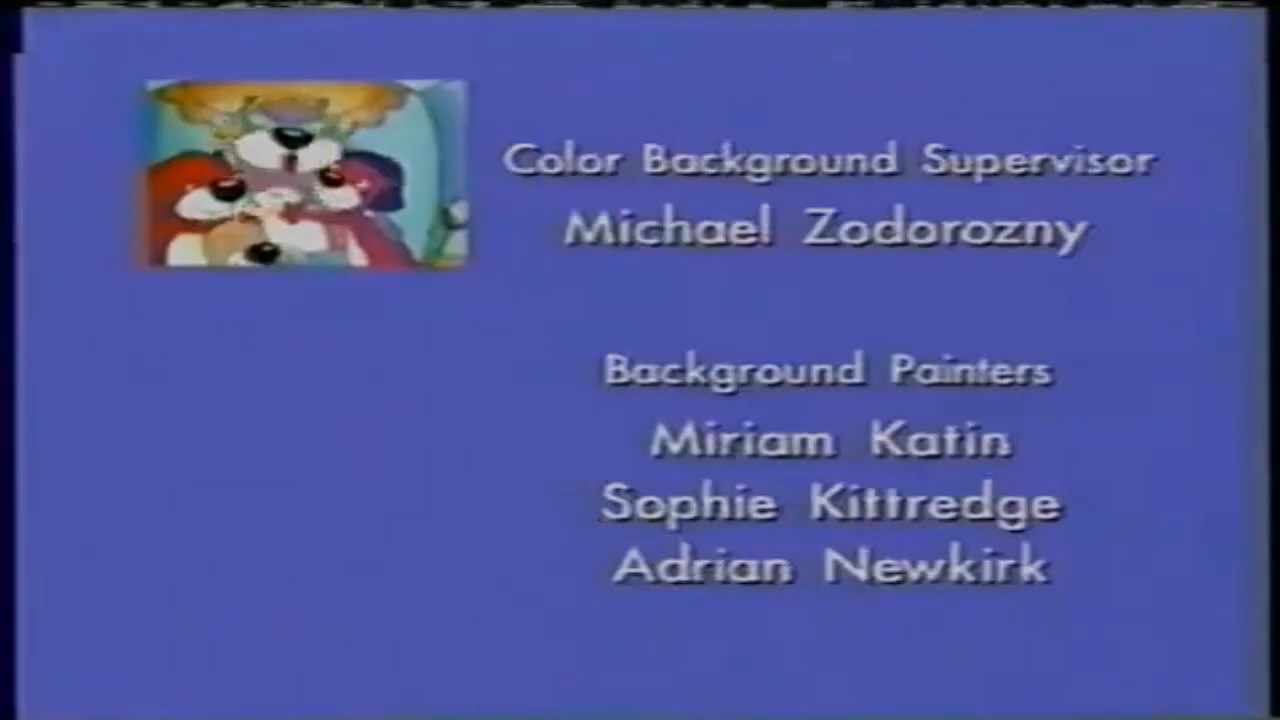 Color Background Supervisor
Michael Zodorozny
Background Painters
Miriam Katin
Sophie Kittredge
Adrian Newkirk